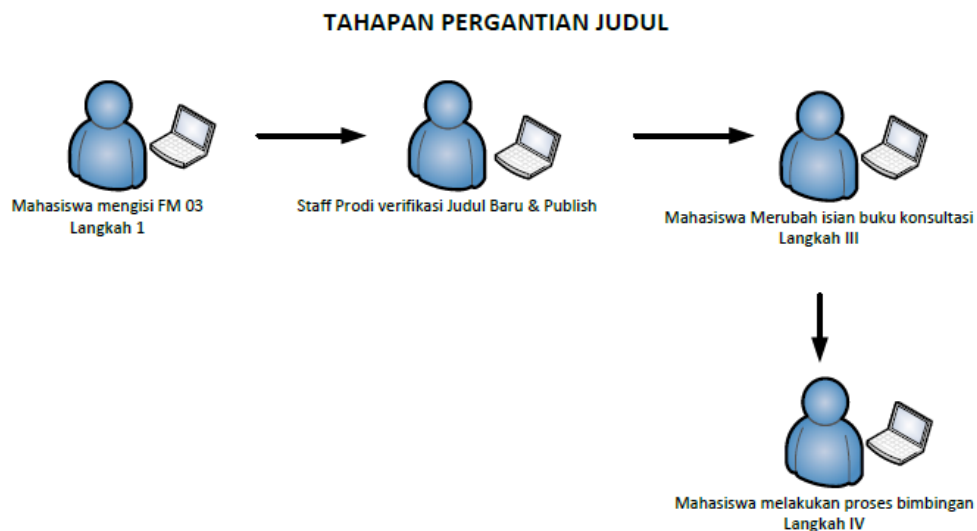 TAHAPAN PERGANTIAN JUDUL
Mahasiswa mengisi FM 03
Langkah 1
Staff Prodi verifikasi Judul Baru & Publish
Mahasiswa Merubah isian buku konsultasi
Langkah III
Mahasiswa melakukan proses bimbingan
Langkah IV